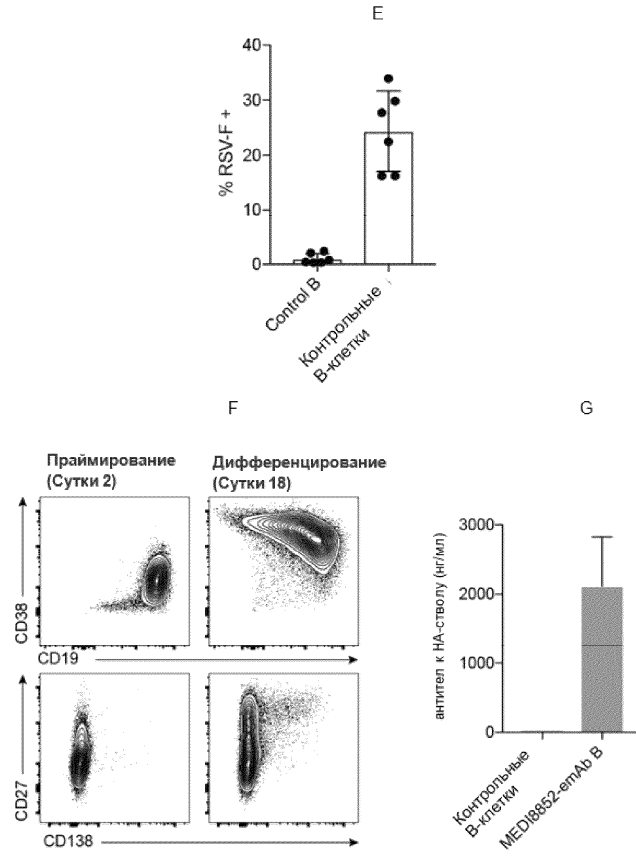 E
40
30
20
10
0
% RSV-F +
Control B
Контрольные
В-клетки
F
G
Праймирование
(Сутки 2)
Дифференцирование
(Сутки 18)
CD38
CD19
CD27
CD138
3000
2000
1000
0
антител к НА-стволу (нг/мл)
Контрольные
В-клетки
MEDI8852-emAb B